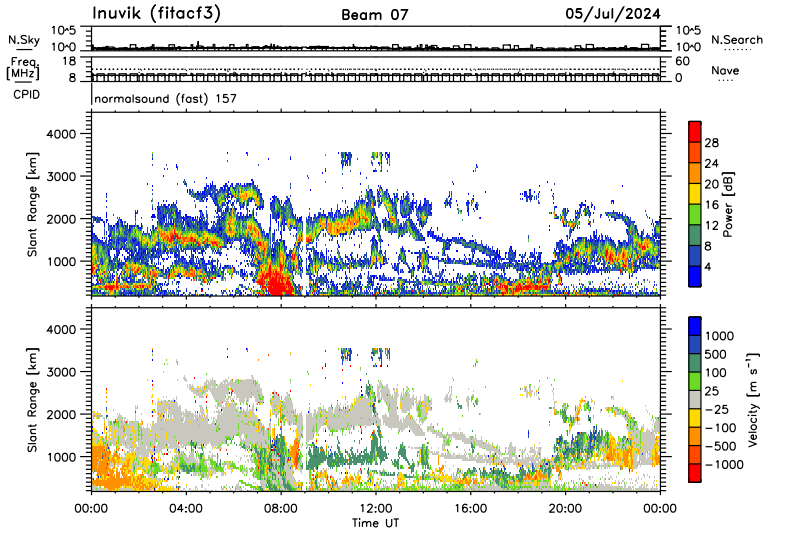 Inuvik (fitacf3)
Beam 07
05/Jul/2024
N.Sky
10^5
10^0
10^5
10^0
N.Search
Freq.
[MHz]
18
8
60
0
Nave
CPID
normalsound (fast) 157
Slant Range [km]
4000
3000
2000
1000
28
24
20
16
12
8
4
Power [dB]
Slant Range [km]
4000
3000
2000
1000
1000
500
100
25
−25
−100
−500
−1000
Velocity [m s⁻¹]
00:00
04:00
08:00
12:00
16:00
20:00
00:00
Time UT